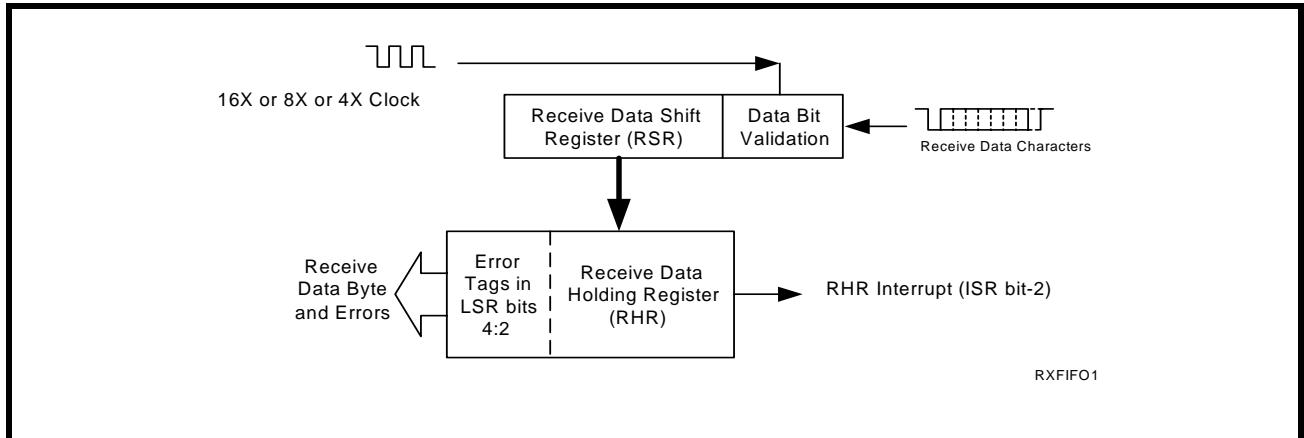 16X or 8X or 4X Clock
Receive Data Shift
Register (RSR)
Data Bit
Validation
Receive Data Characters
Receive
Data Byte
and Errors
Error
Tags in
LSR bits
4:2
Receive Data
Holding Register
(RHR)
RHR Interrupt (ISR bit-2)
RXFIFO1